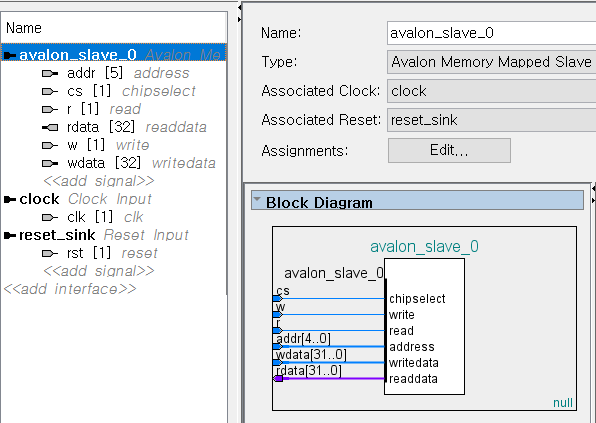 Name
avalon_slave_0 Avalon Me
addr [5] address
cs [1] chipselect
r [1] read
rdata [32] readdata
w [1] write
wdata [32] writedata
<<add signal>>
clock Clock Input
clk [1] clk
reset_sink Reset Input
rst [1] reset
<<add signal>>
<<add interface>>
Name: avalon_slave_0
Type: Avalon Memory Mapped Slave
Associated Clock: clock
Associated Reset: reset_sink
Assignments: Edit...
Block Diagram
avalon_slave_0
avalon_slave_0
cs chipselect
w write
r read
addr[4..0] address
wdata[31..0] writedata
rdata[31..0] readdata
null